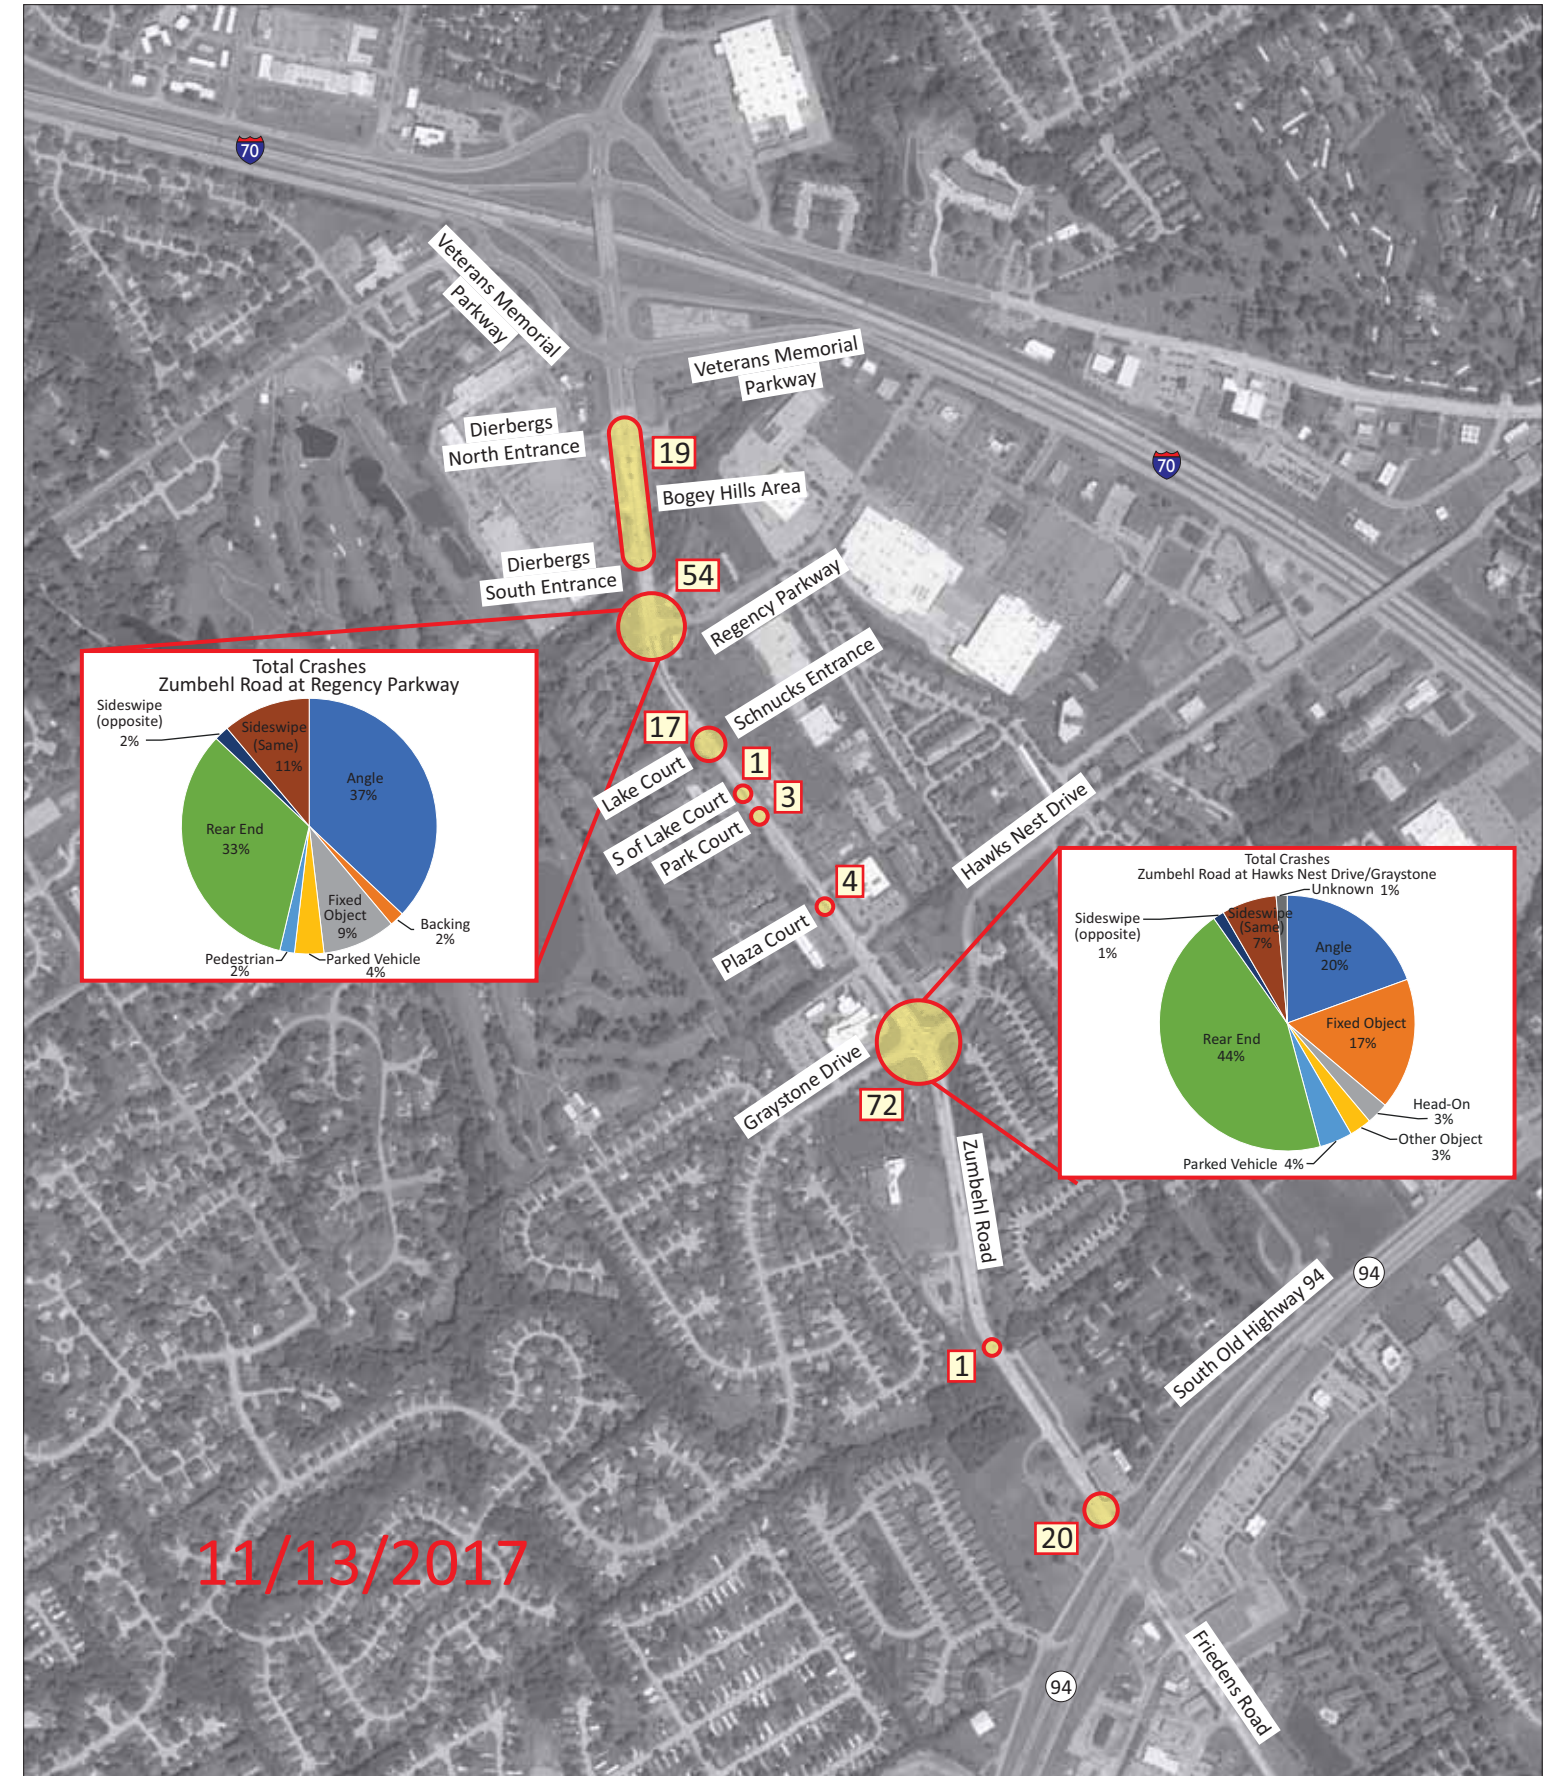 70
Veterans Memorial
Parkway
Veterans Memorial
Parkway
Dierbergs
North Entrance
19
70
Bogey Hills Area
Dierbergs
South Entrance
54
Regency Parkway
Total Crashes
Zumbehl Road at Regency Parkway
Sideswipe
(opposite)
2%
Sideswipe
(Same)
11%
Angle
37%
Rear End
33%
Fixed
Object
9%
Backing
2%
Pedestrian
2%
Parked Vehicle
4%
Schnucks Entrance
17
Lake Court
1
S of Lake Court
3
Park Court
Hawks Nest Drive
4
Plaza Court
Total Crashes
Zumbehl Road at Hawks Nest Drive/Graystone
Unknown 1%
Sideswipe
(opposite)
1%
Sideswipe
(Same)
7%
Angle
20%
Fixed Object
17%
Rear End
44%
Head-On
3%
Other Object
3%
Parked Vehicle 4%
Graystone Drive
72
Zumbehl Road
94
South Old Highway 94
1
20
11/13/2017
Friedens Road
94